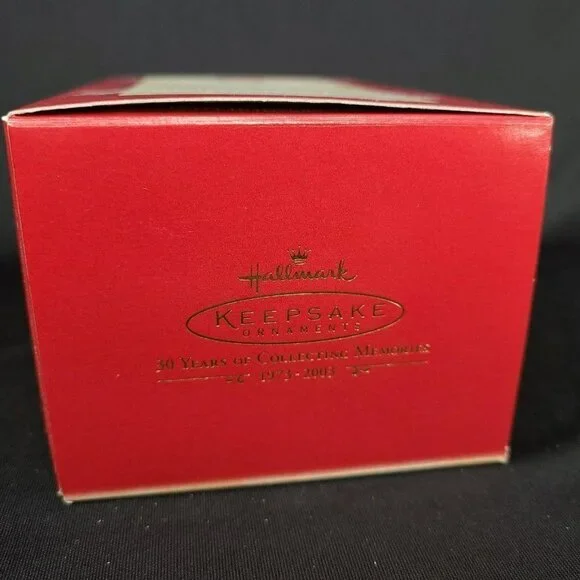 Hallmark
KEEPSAKE
ORNAMENTS
30 YEARS OF COLLECTING MEMORIES
1973-2003